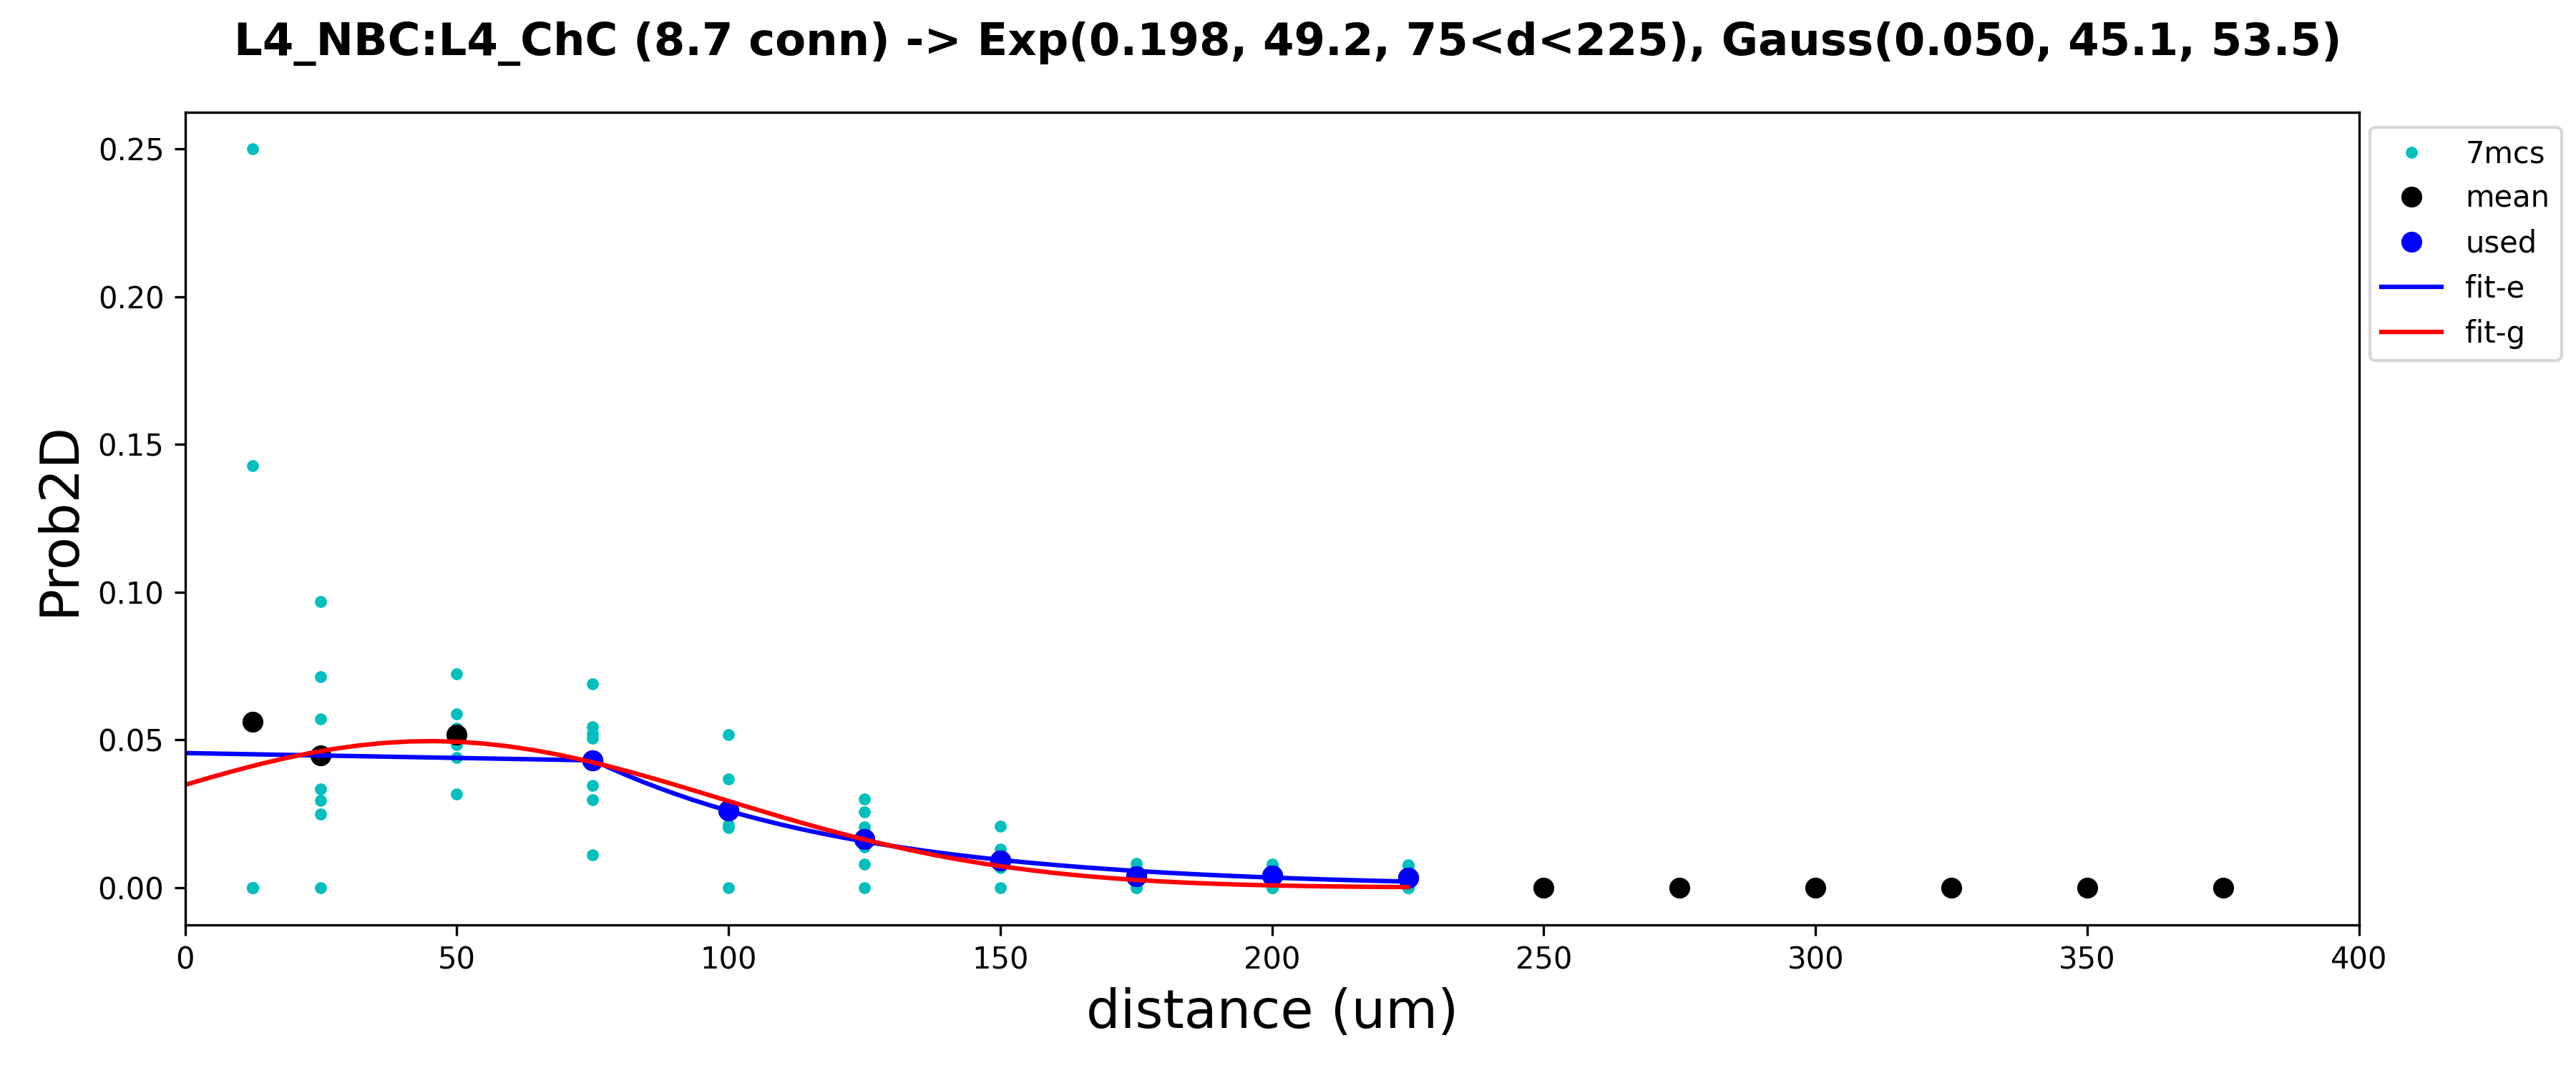 L4_NBC:L4_ChC (8.7 conn) -> Exp(0.198, 49.2, 75<d<225), Gauss(0.050, 45.1, 53.5)
0.25
0.20
0.15
0.10
0.05
0.00
Prob2D
0 50 100 150 200 250 300 350 400
distance (um)
7mcs
mean
used
fit-e
fit-g